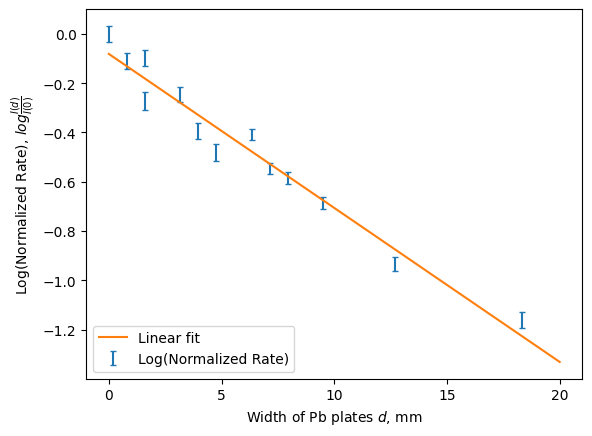 0.0
−0.2
−0.4
−0.6
−0.8
−1.0
−1.2
Log(Normalized Rate), log I(d)/I(0)
Linear fit
Log(Normalized Rate)
0 5 10 15 20
Width of Pb plates d, mm